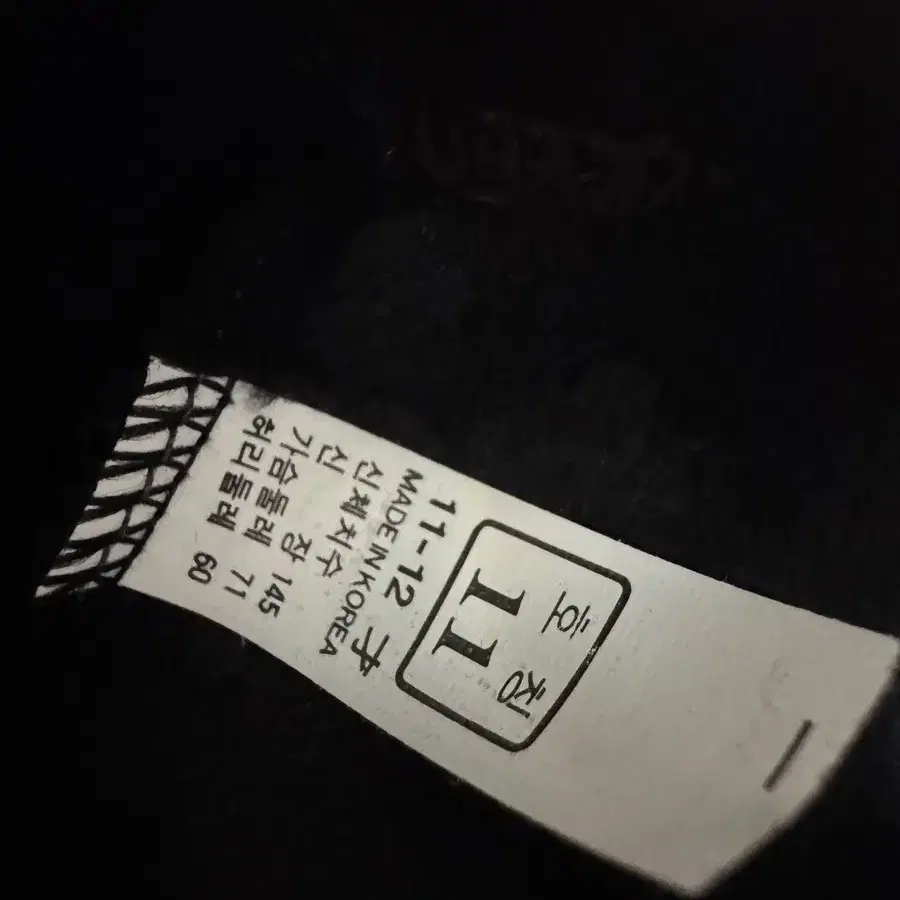 호 칭
11
11-12 才
MADE IN KOREA
신체치수
신 장 145
가슴둘레 71
허리둘레 60